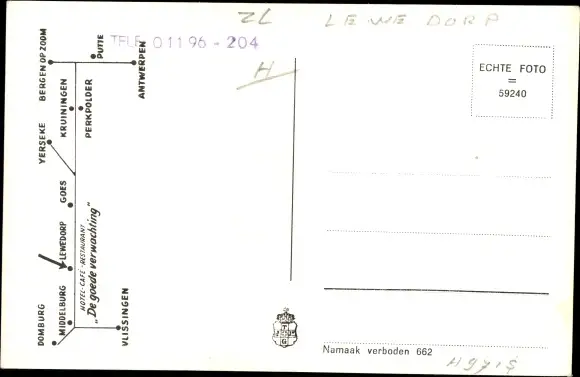 ZL
LEWEDORP
TELF. 01196 - 204
H
ECHTE FOTO
=
59240
BERGEN OP ZOOM
PUTTE
ANTWERPEN
KRUININGEN
PERKPOLDER
YERSEKE
GOES
LEWEDORP
HOTEL-CAFÉ-RESTAURANT
„De goede verwachting"
MIDDELBURG
DOMBURG
VLISSINGEN
Namaak verboden 662